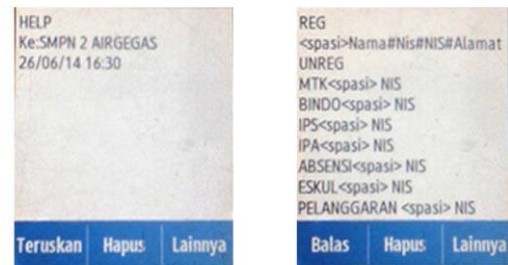 HELP
Ke:SMPN 2 AIRGEGAS
26/06/14 16:30
Teruskan Hapus Lainnya
REG
<spasi>Nama#Nis#NIS#Alamat
UNREG
MTK<spasi> NIS
BINDO<spasi> NIS
IPS<spasi> NIS
IPA<spasi> NIS
ABSENSI<spasi> NIS
ESKUL<spasi> NIS
PELANGGARAN <spasi> NIS
Balas Hapus Lainnya